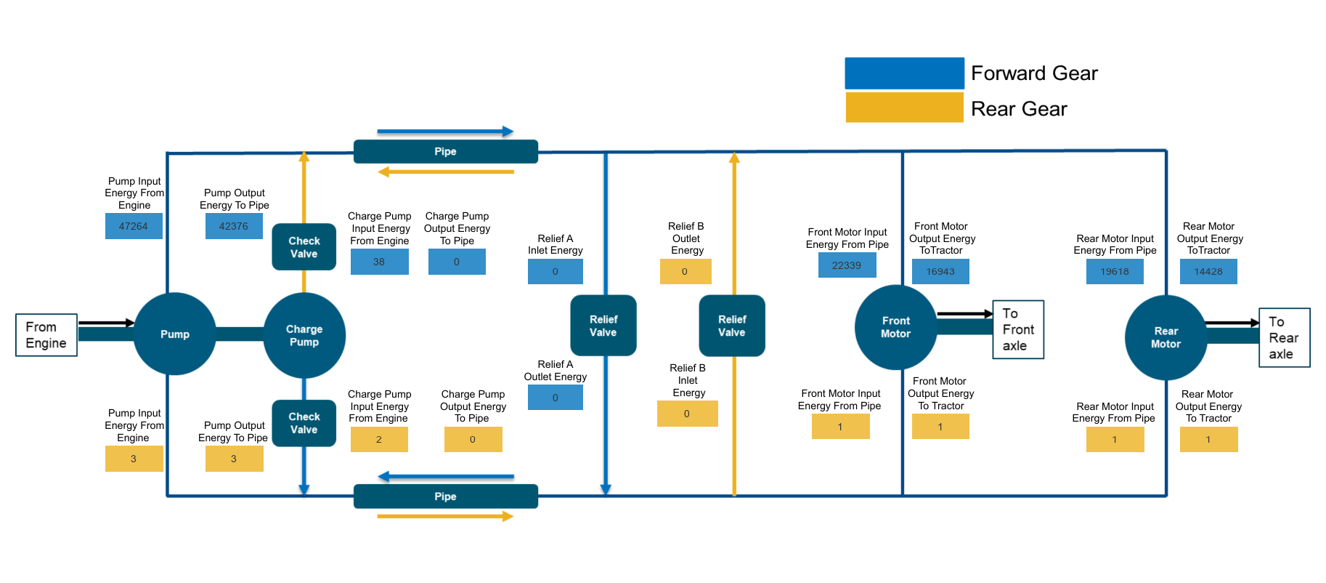 Forward Gear
Rear Gear
Pipe
Pump Input
Energy From
Engine
47264
Pump Output
Energy To Pipe
42376
Check
Valve
Charge Pump
Input Energy
From Engine
38
Charge Pump
Output Energy
To Pipe
0
Relief A
Inlet Energy
0
Relief B
Outlet
Energy
0
Front Motor Input
Energy From Pipe
22339
Front Motor
Output Energy
ToTractor
16943
Rear Motor Input
Energy From Pipe
19618
Rear Motor
Output Energy
ToTractor
14428
From
Engine
Pump
Charge
Pump
Relief
Valve
Relief
Valve
Front
Motor
To
Front
axle
Rear
Motor
To
Rear
axle
Pump Input
Energy From
Engine
3
Pump Output
Energy To Pipe
3
Check
Valve
Charge Pump
Input Energy
From Engine
2
Charge Pump
Output Energy
To Pipe
0
Relief A
Outlet Energy
0
Relief B
Inlet
Energy
0
Front Motor Input
Energy From Pipe
1
Front Motor
Output Energy
To Tractor
1
Rear Motor Input
Energy From Pipe
1
Rear Motor
Output Energy
To Tractor
1
Pipe